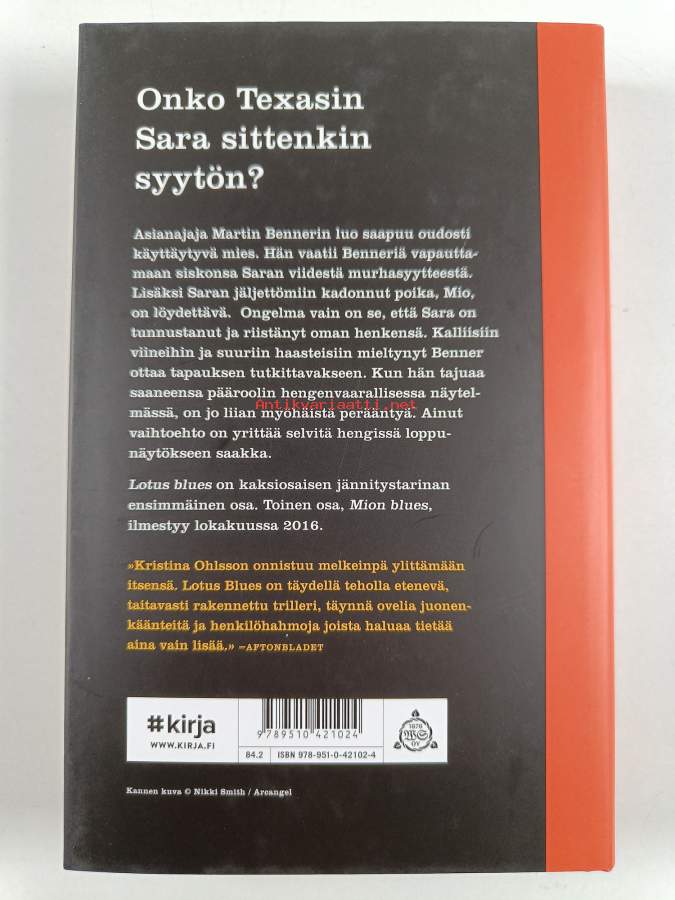 Onko Texasin
Sara sittenkin
syytön?
Asianajaja Martin Bennerin luo saapuu oudosti
käyttäytyvä mies. Hän vaatii Benneriä vapautta-
maan siskonsa Saran viidestä murhasyytteestä.
Lisäksi Saran jäljettömiin kadonnut poika, Mio,
on löydettävä. Ongelma vain on se, että Sara on
tunnustanut ja riistänyt oman henkensä. Kalliisiin
viineihin ja suuriin haasteisiin mieltynyt Benner
ottaa tapauksen tutkittavakseen. Kun hän tajuaa
saaneensa pääroolin hengenvaarallisessa näytel-
Antikvariaatti.net
mässä, on jo liian myöhäistä perääntyä. Ainut
vaihtoehto on yrittää selvitä hengissä loppu-
näytökseen saakka.
Lotus blues on kaksiosaisen jännitystarinan
ensimmäinen osa. Toinen osa, Mion blues,
ilmestyy lokakuussa 2016.
»Kristina Ohlsson onnistuu melkeinpä ylittämään
itsensä. Lotus Blues on täydellä teholla etenevä,
taitavasti rakennettu trilleri, täynnä ovelia juonen-
käänteitä ja henkilöhahmoja joista haluaa tietää
aina vain lisää.» –AFTONBLADET
#kirja
WWW.KIRJA.FI
9 789510 421024
84.2
ISBN 978-951-0-42102-4
1878
WS
OY
Kannen kuva © Nikki Smith / Arcangel